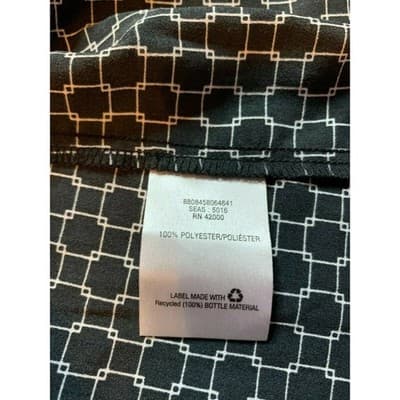 8808458064641
SEAS : 5016
RN 42000
100% POLYESTER/POLIÉSTER
LABEL MADE WITH
Recycled (100%) BOTTLE MATERIAL